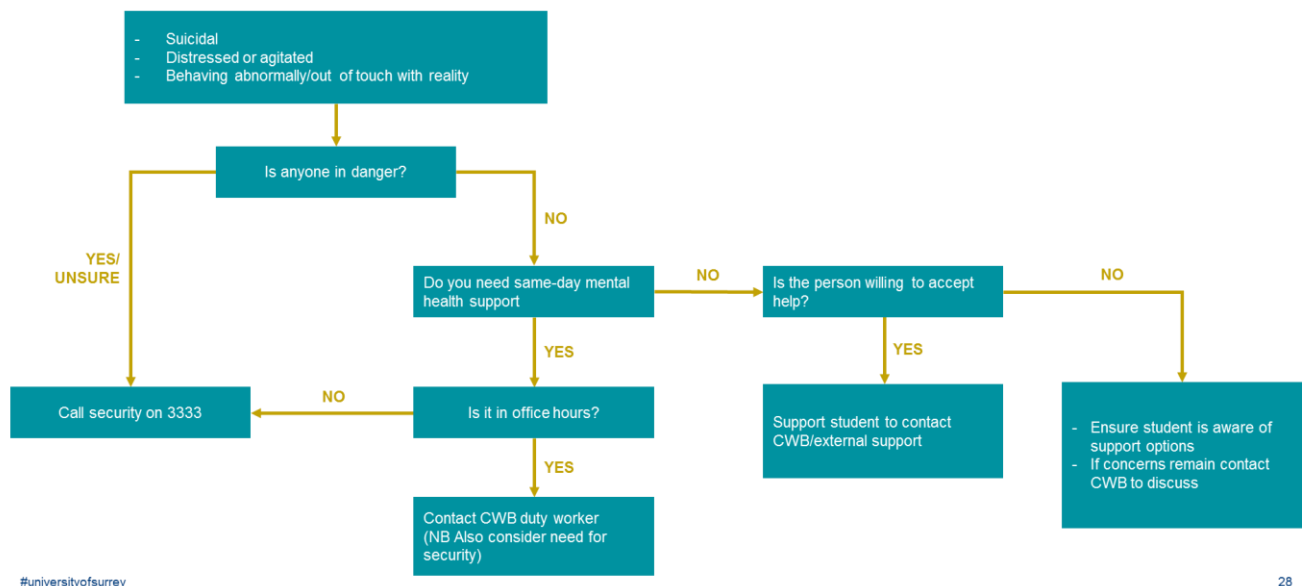 - Suicidal
- Distressed or agitated
- Behaving abnormally/out of touch with reality
Is anyone in danger?
NO
YES/
UNSURE
Do you need same-day mental
health support
NO
Is the person willing to accept
help?
NO
YES
YES
Call security on 3333
NO
Is it in office hours?
Support student to contact
CWB/external support
- Ensure student is aware of
support options
- If concerns remain contact
CWB to discuss
YES
Contact CWB duty worker
(NB Also consider need for
security)
#universityofsurrey
28